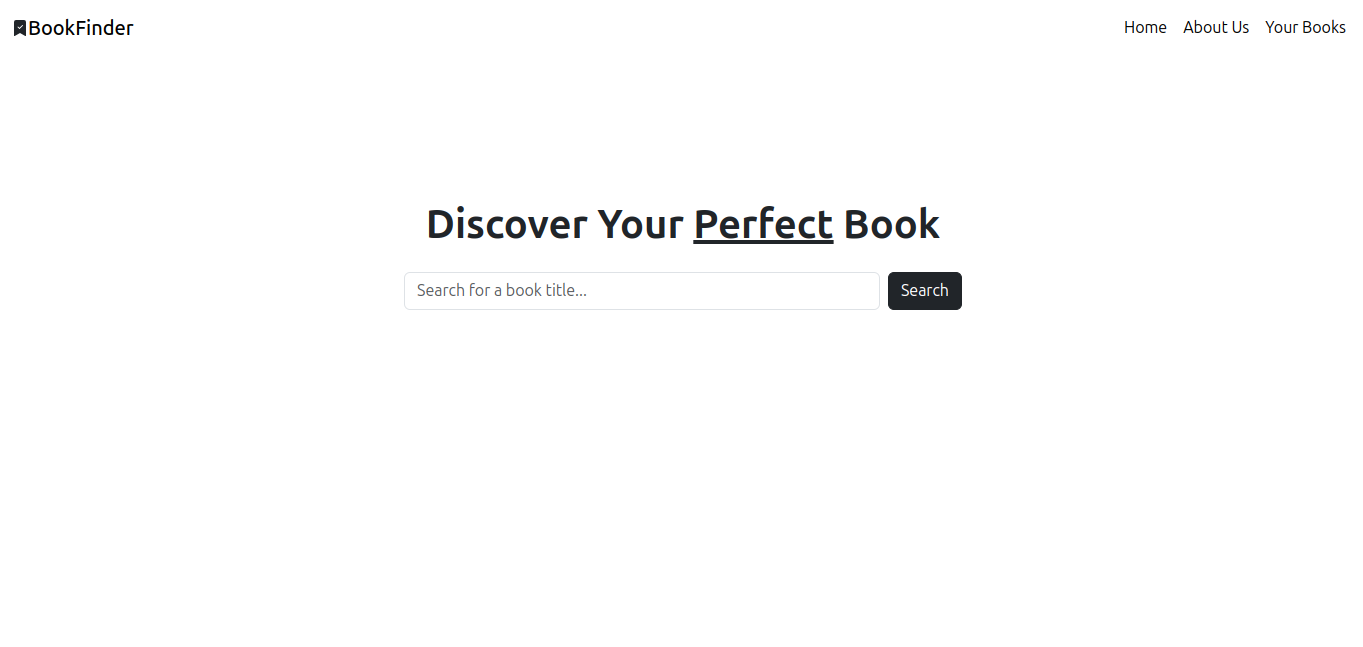 BookFinder
Home About Us Your Books
Discover Your Perfect Book
Search for a book title...
Search